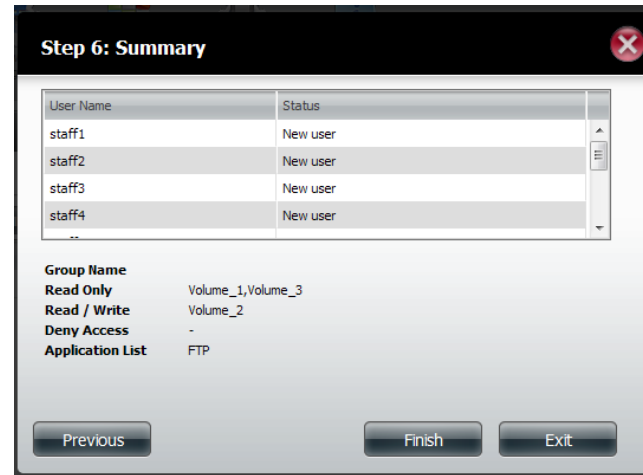 Step 6: Summary
User Name Status
staff1 New user
staff2 New user
staff3 New user
staff4 New user
Group Name
Read Only Volume_1,Volume_3
Read / Write Volume_2
Deny Access -
Application List FTP
Previous Finish Exit